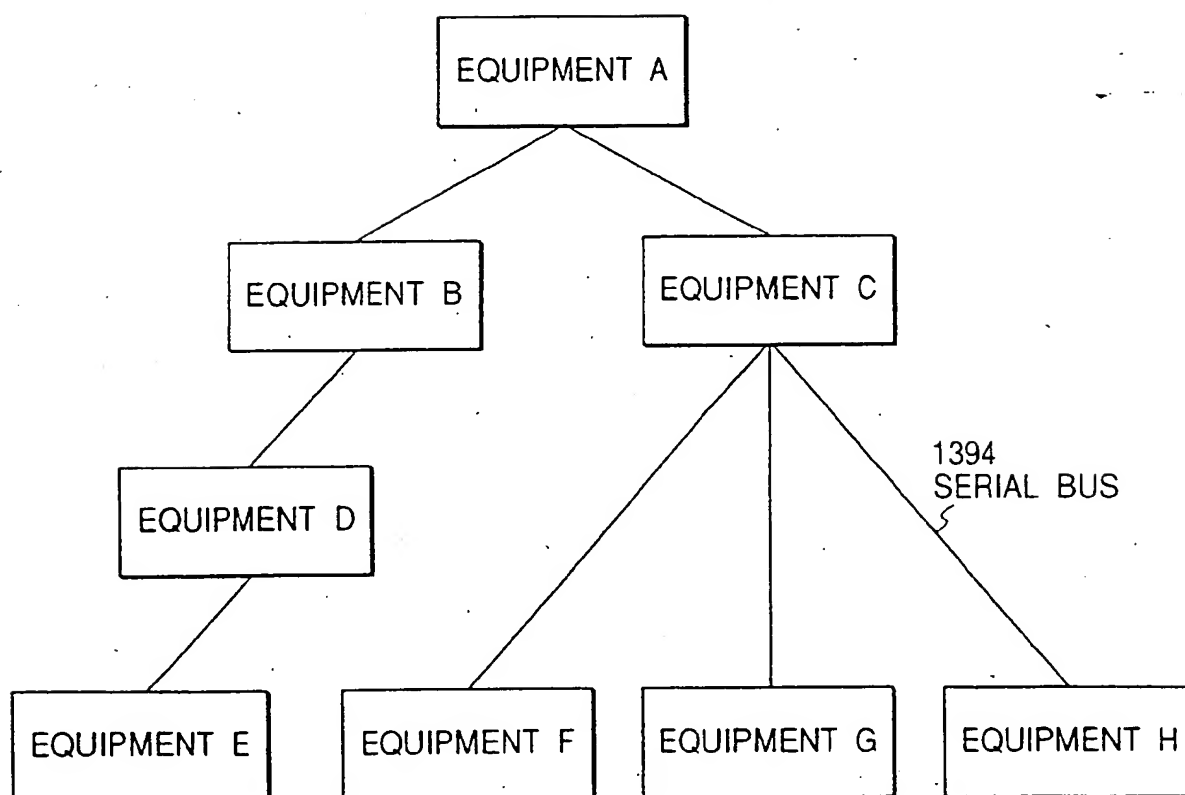 EQUIPMENT A
EQUIPMENT B
EQUIPMENT C
1394
SERIAL BUS
EQUIPMENT D
EQUIPMENT E
EQUIPMENT F
EQUIPMENT G
EQUIPMENT H